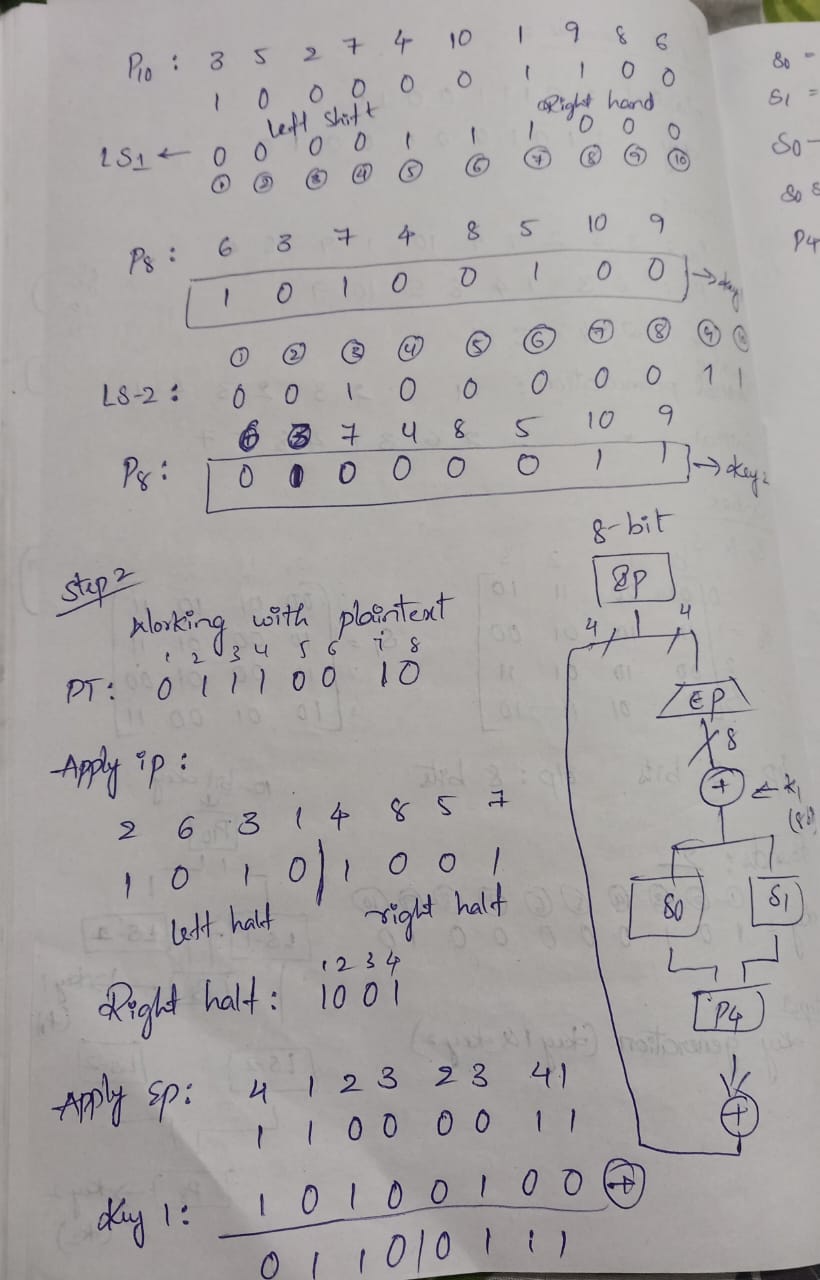 P10 : 3 5 2 7 4 10 1 9 8 6
1 0 0 0 0 0 1 1 0 0
left shift Right hand
LS1 ← 0 0 0 0 1 1 1 0 0 0
① ② ③ ④ ⑤ ⑥ ⑦ ⑧ ⑨ ⑩
P8 : 6 3 7 4 8 5 10 9
1 0 1 0 0 1 0 0 → key
① ② ③ ④ ⑤ ⑥ ⑦ ⑧ ⑨ ⑩
LS-2 : 0 0 1 0 0 0 0 0 1 1
6 3 7 4 8 5 10 9
P8 : 0 1 0 0 0 0 1 1 → key2
Step 2
Working with plaintext
1 2 3 4 5 6 7 8
PT : 0 1 1 1 0 0 1 0
Apply ip :
2 6 3 1 4 8 5 7
1 0 1 0 | 1 0 0 1
left half right half
1 2 3 4
Right half : 1 0 0 1
Apply Ep : 4 1 2 3 2 3 4 1
1 1 0 0 0 0 1 1
Key 1 : 1 0 1 0 0 1 0 0 +
0 1 1 0 1 0 1 1 1
8-bit
4 4
EP
8
+ ← K1
S0 S1
P4
+
S0 -
S1 =
S0 -
S0
P4